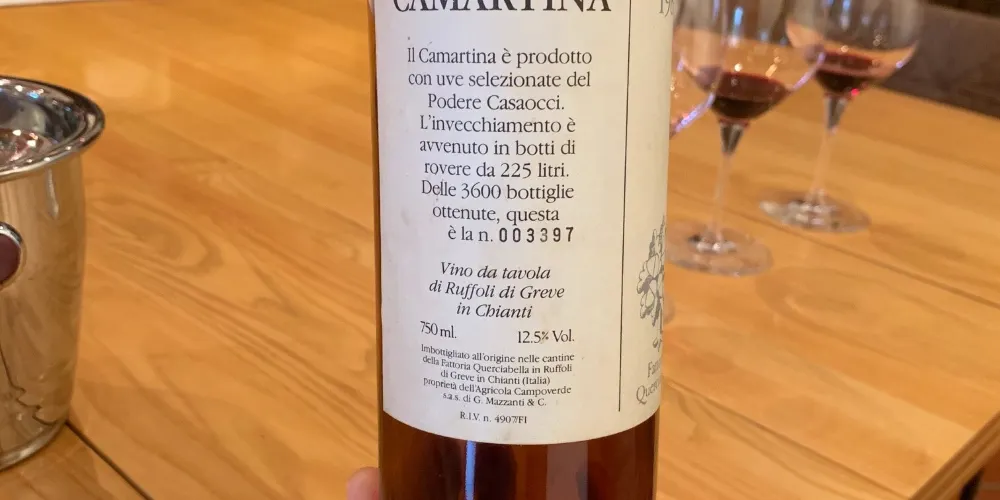 CAMARTINA
Il Camartina è prodotto
con uve selezionate del
Podere Casaocci.
L'invecchiamento è
avvenuto in botti di
rovere da 225 litri.
Delle 3600 bottiglie
ottenute, questa
è la n. 003397
Vino da tavola
di Ruffoli di Greve
in Chianti
750 ml. 12.5% Vol.
Imbottigliato all'origine nelle cantine
della Fattoria Querciabella in Ruffoli
di Greve in Chianti (Italia)
proprietà dell'Agricola Campoverde
s.a.s. di G. Mazzanti & C.
R.I.V. n. 4907/FI